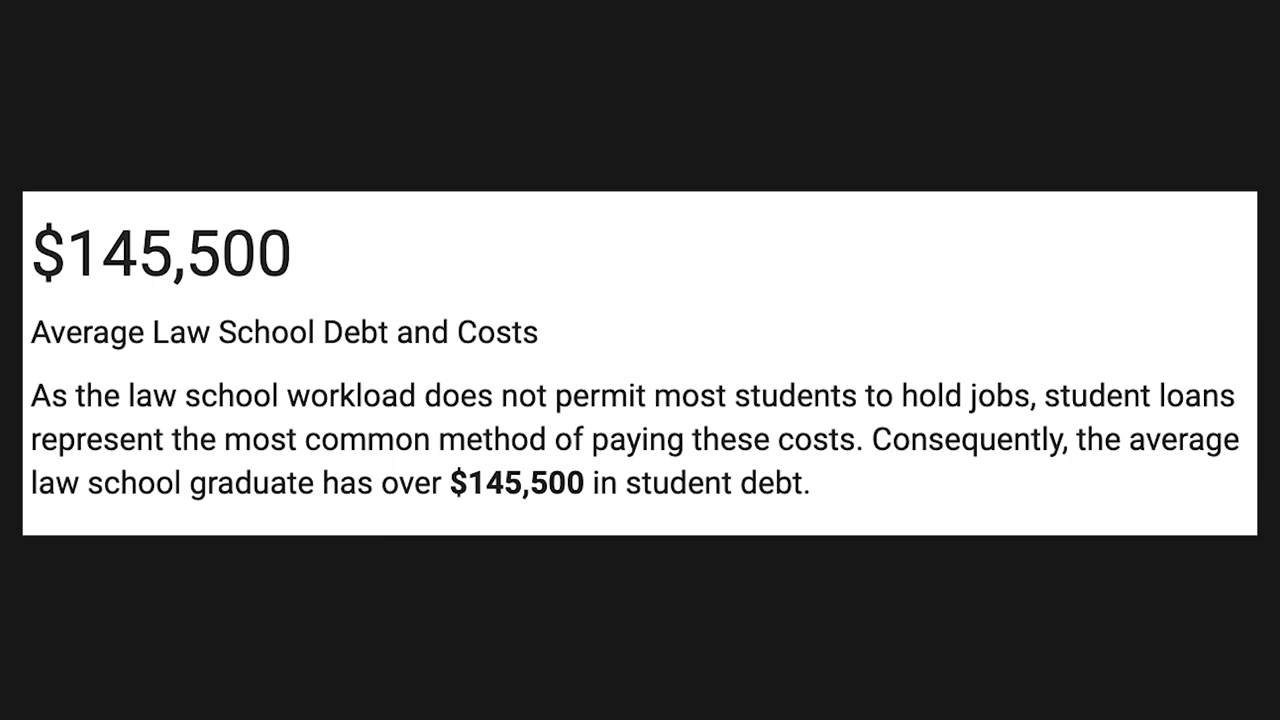 $145,500
Average Law School Debt and Costs
As the law school workload does not permit most students to hold jobs, student loans
represent the most common method of paying these costs. Consequently, the average
law school graduate has over $145,500 in student debt.